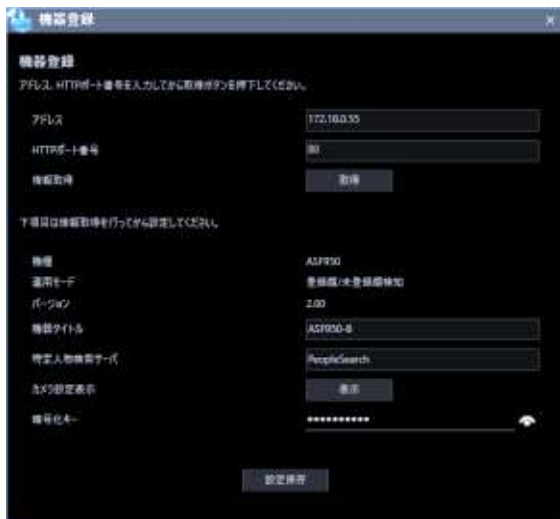 機器登録
×
機器登録
アドレス、HTTPポート番号を入力してから取得ボタンを押下してください。
アドレス 172.16.0.55
HTTPポート番号 80
情報取得 取得
下項目は情報取得を行ってから設定してください。
機種 ASF950
運用モード 登録顔/未登録顔検知
バージョン 2.00
機器タイトル ASF950-B
特定人物検索サーバ PeopleSearch
カメラ設定表示 表示
暗号化キー ••••••••••
設定保存